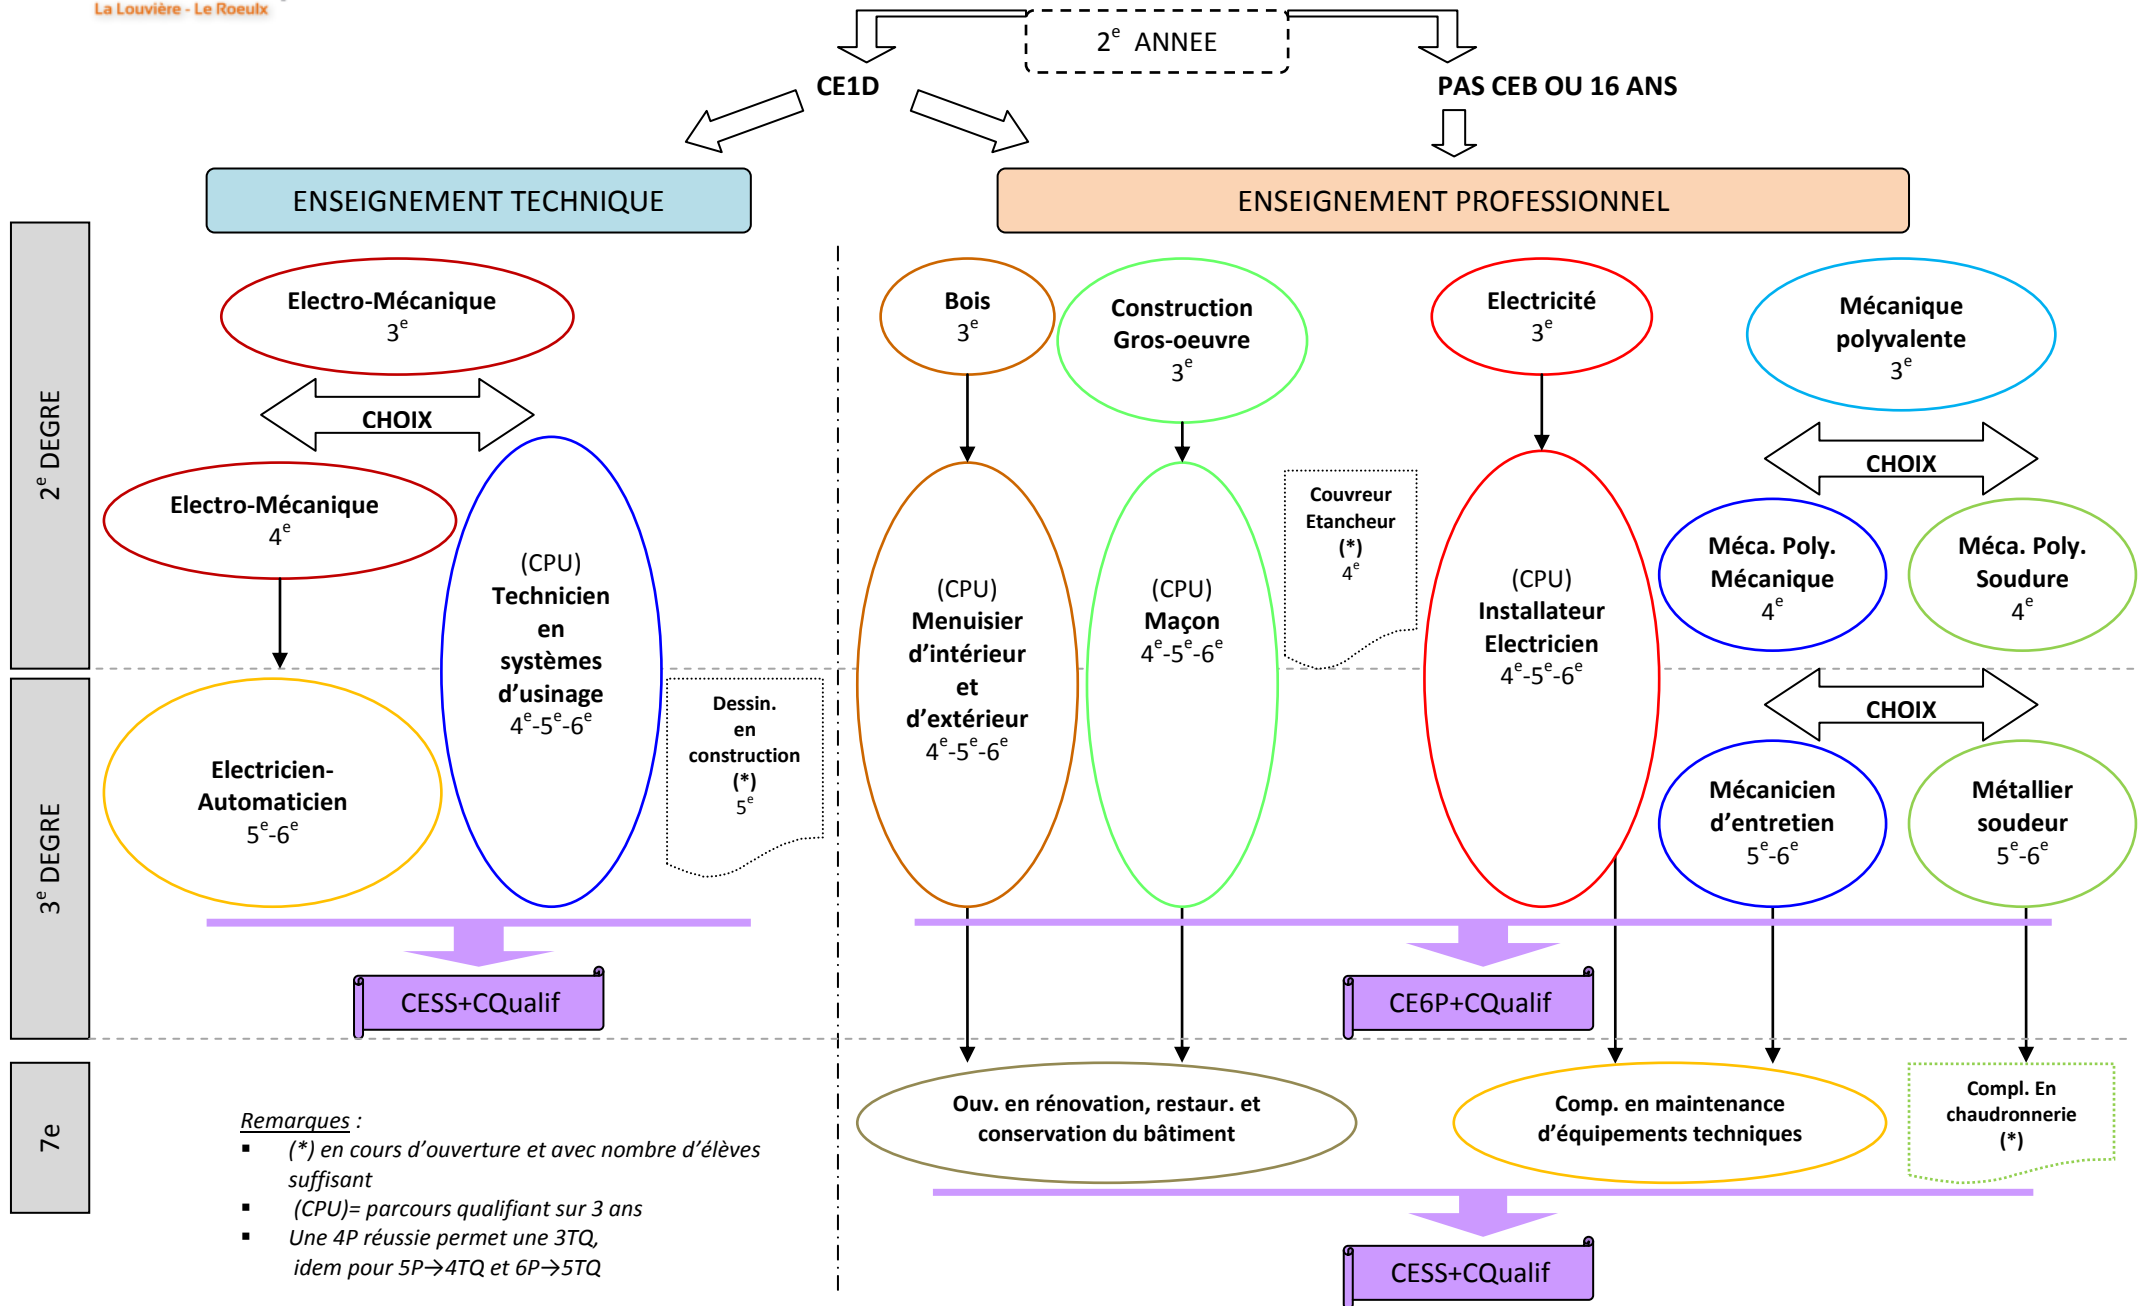 La Louvière - Le Roeulx
2e ANNEE
CE1D
PAS CEB OU 16 ANS
ENSEIGNEMENT TECHNIQUE
ENSEIGNEMENT PROFESSIONNEL
2e DEGRE
Electro-Mécanique
3e
CHOIX
Electro-Mécanique
4e
(CPU)
Technicien
en
systèmes
d’usinage
4e-5e-6e
Bois
3e
Construction
Gros-oeuvre
3e
Electricité
3e
Mécanique
polyvalente
3e
CHOIX
Couvreur
Etancheur
(*)
4e
(CPU)
Menuisier
d’intérieur
et
d’extérieur
4e-5e-6e
(CPU)
Maçon
4e-5e-6e
(CPU)
Installateur
Electricien
4e-5e-6e
Méca. Poly.
Mécanique
4e
Méca. Poly.
Soudure
4e
3e DEGRE
Electricien-
Automaticien
5e-6e
Dessin.
en
construction
(*)
5e
CHOIX
Mécanicien
d’entretien
5e-6e
Métallier
soudeur
5e-6e
CESS+CQualif
CE6P+CQualif
7e
Ouv. en rénovation, restaur. et
conservation du bâtiment
Comp. en maintenance
d’équipements techniques
Compl. En
chaudronnerie
(*)
Remarques :
▪ (*) en cours d’ouverture et avec nombre d’élèves
suffisant
▪ (CPU)= parcours qualifiant sur 3 ans
▪ Une 4P réussie permet une 3TQ,
idem pour 5P→4TQ et 6P→5TQ
CESS+CQualif